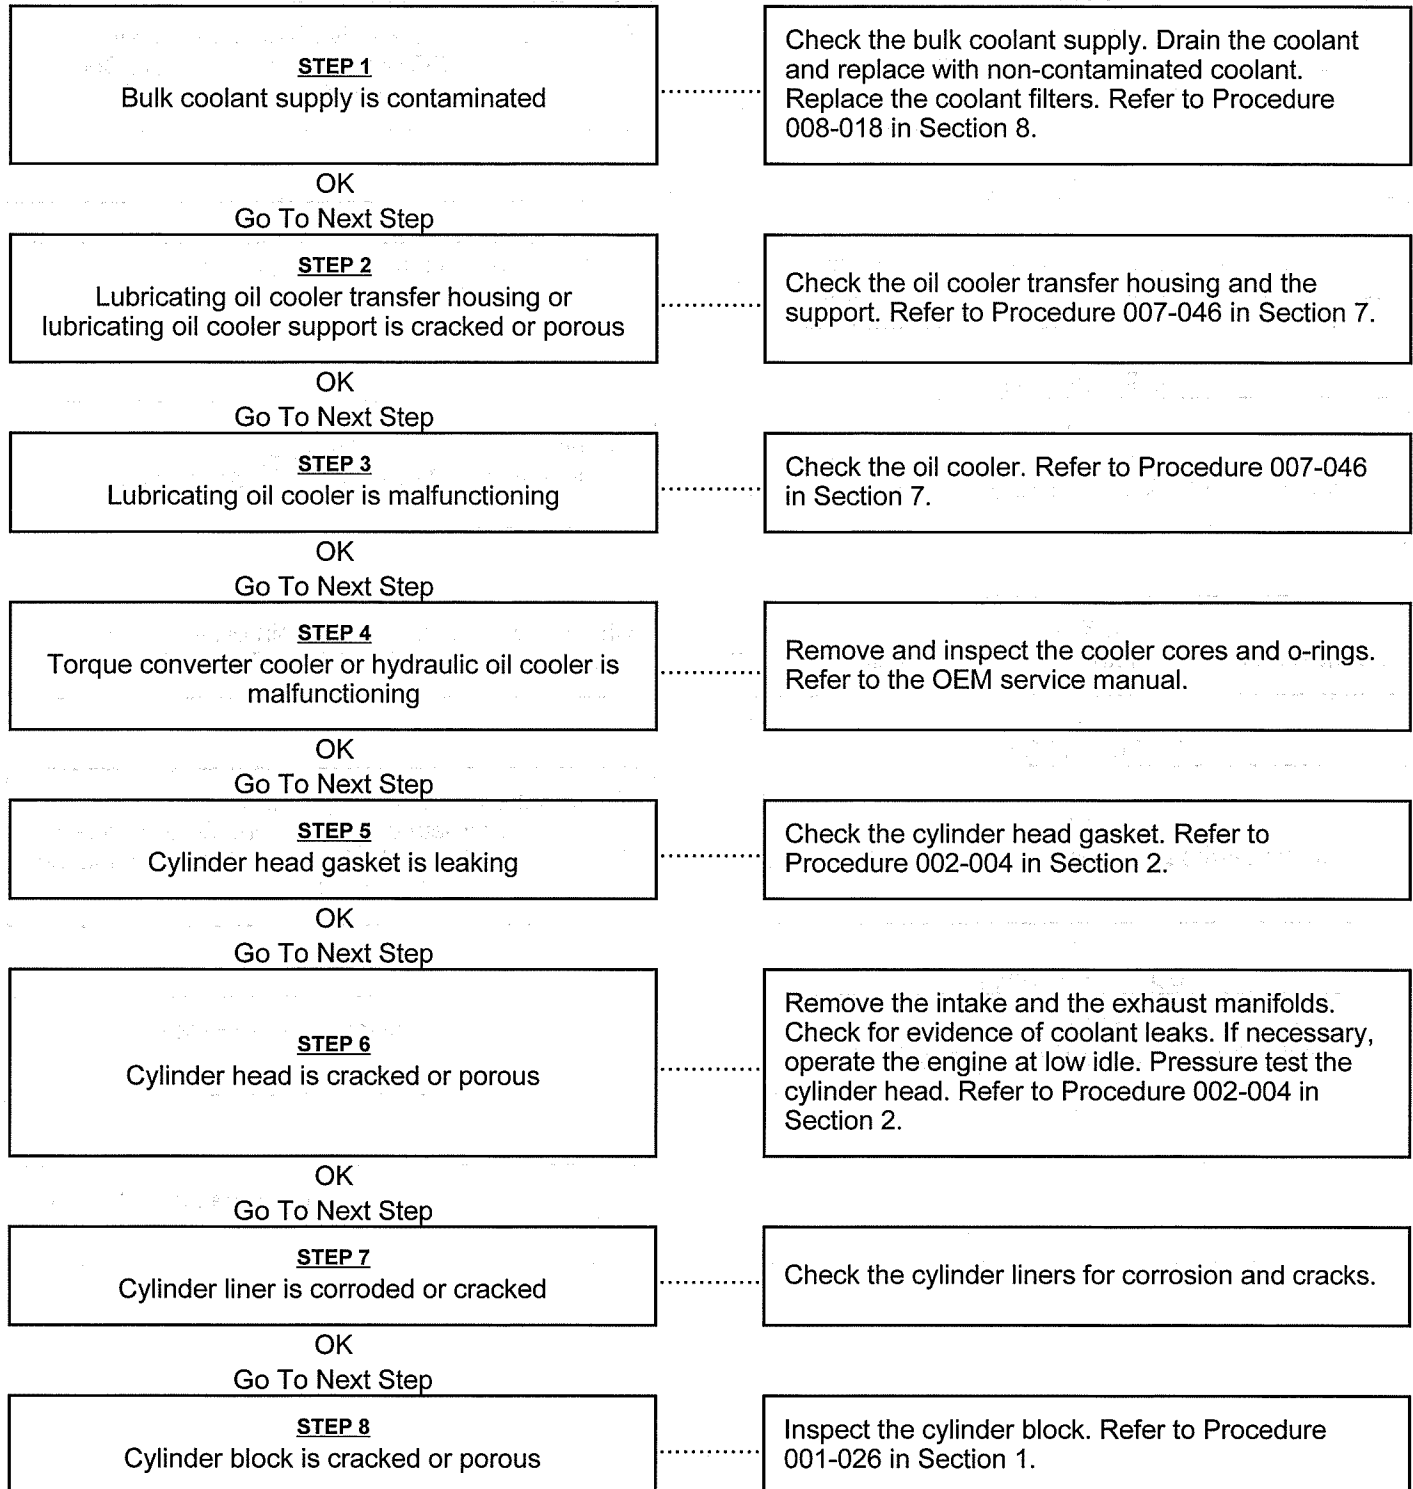 STEP 1
Bulk coolant supply is contaminated
Check the bulk coolant supply. Drain the coolant
and replace with non-contaminated coolant.
Replace the coolant filters. Refer to Procedure
008-018 in Section 8.
OK
Go To Next Step
STEP 2
Lubricating oil cooler transfer housing or
lubricating oil cooler support is cracked or porous
Check the oil cooler transfer housing and the
support. Refer to Procedure 007-046 in Section 7.
OK
Go To Next Step
STEP 3
Lubricating oil cooler is malfunctioning
Check the oil cooler. Refer to Procedure 007-046
in Section 7.
OK
Go To Next Step
STEP 4
Torque converter cooler or hydraulic oil cooler is
malfunctioning
Remove and inspect the cooler cores and o-rings.
Refer to the OEM service manual.
OK
Go To Next Step
STEP 5
Cylinder head gasket is leaking
Check the cylinder head gasket. Refer to
Procedure 002-004 in Section 2.
OK
Go To Next Step
STEP 6
Cylinder head is cracked or porous
Remove the intake and the exhaust manifolds.
Check for evidence of coolant leaks. If necessary,
operate the engine at low idle. Pressure test the
cylinder head. Refer to Procedure 002-004 in
Section 2.
OK
Go To Next Step
STEP 7
Cylinder liner is corroded or cracked
Check the cylinder liners for corrosion and cracks.
OK
Go To Next Step
STEP 8
Cylinder block is cracked or porous
Inspect the cylinder block. Refer to Procedure
001-026 in Section 1.